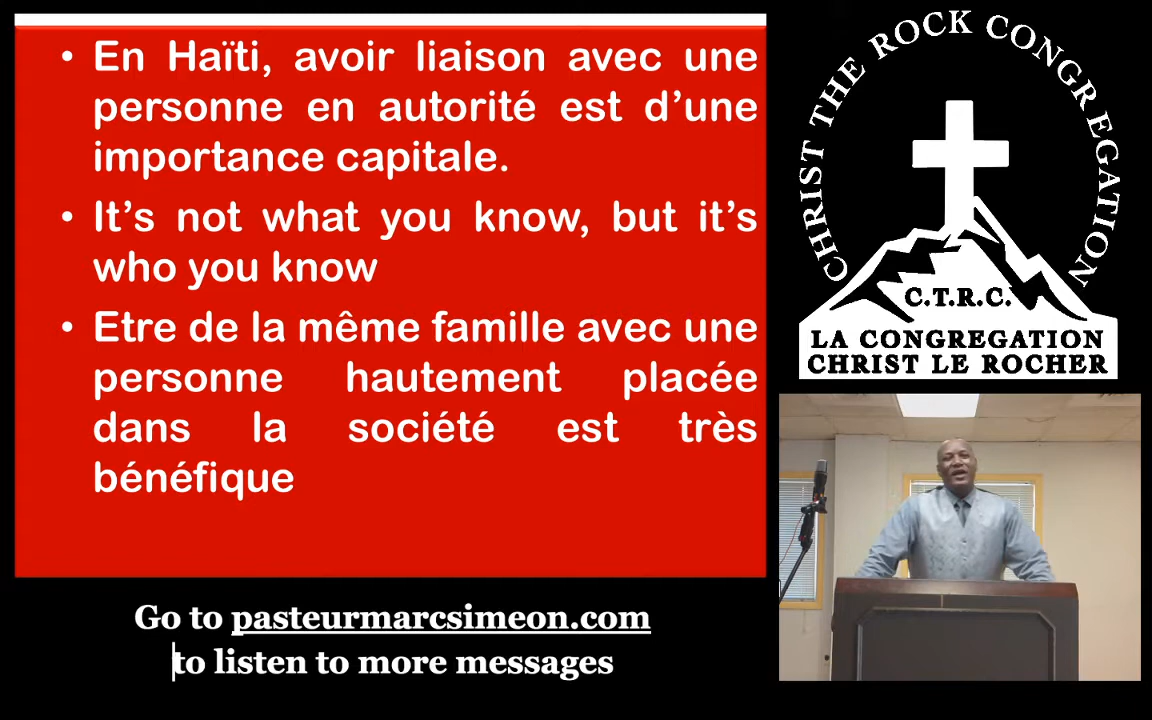 • En Haïti, avoir liaison avec une
personne en autorité est d’une
importance capitale.
• It’s not what you know, but it’s
who you know
• Etre de la même famille avec une
personne hautement placée
dans la société est très
bénéfique
CHRIST THE ROCK CONGREGATION
C.T.R.C.
LA CONGREGATION
CHRIST LE ROCHER
Go to pasteurmarcsimeon.com
to listen to more messages